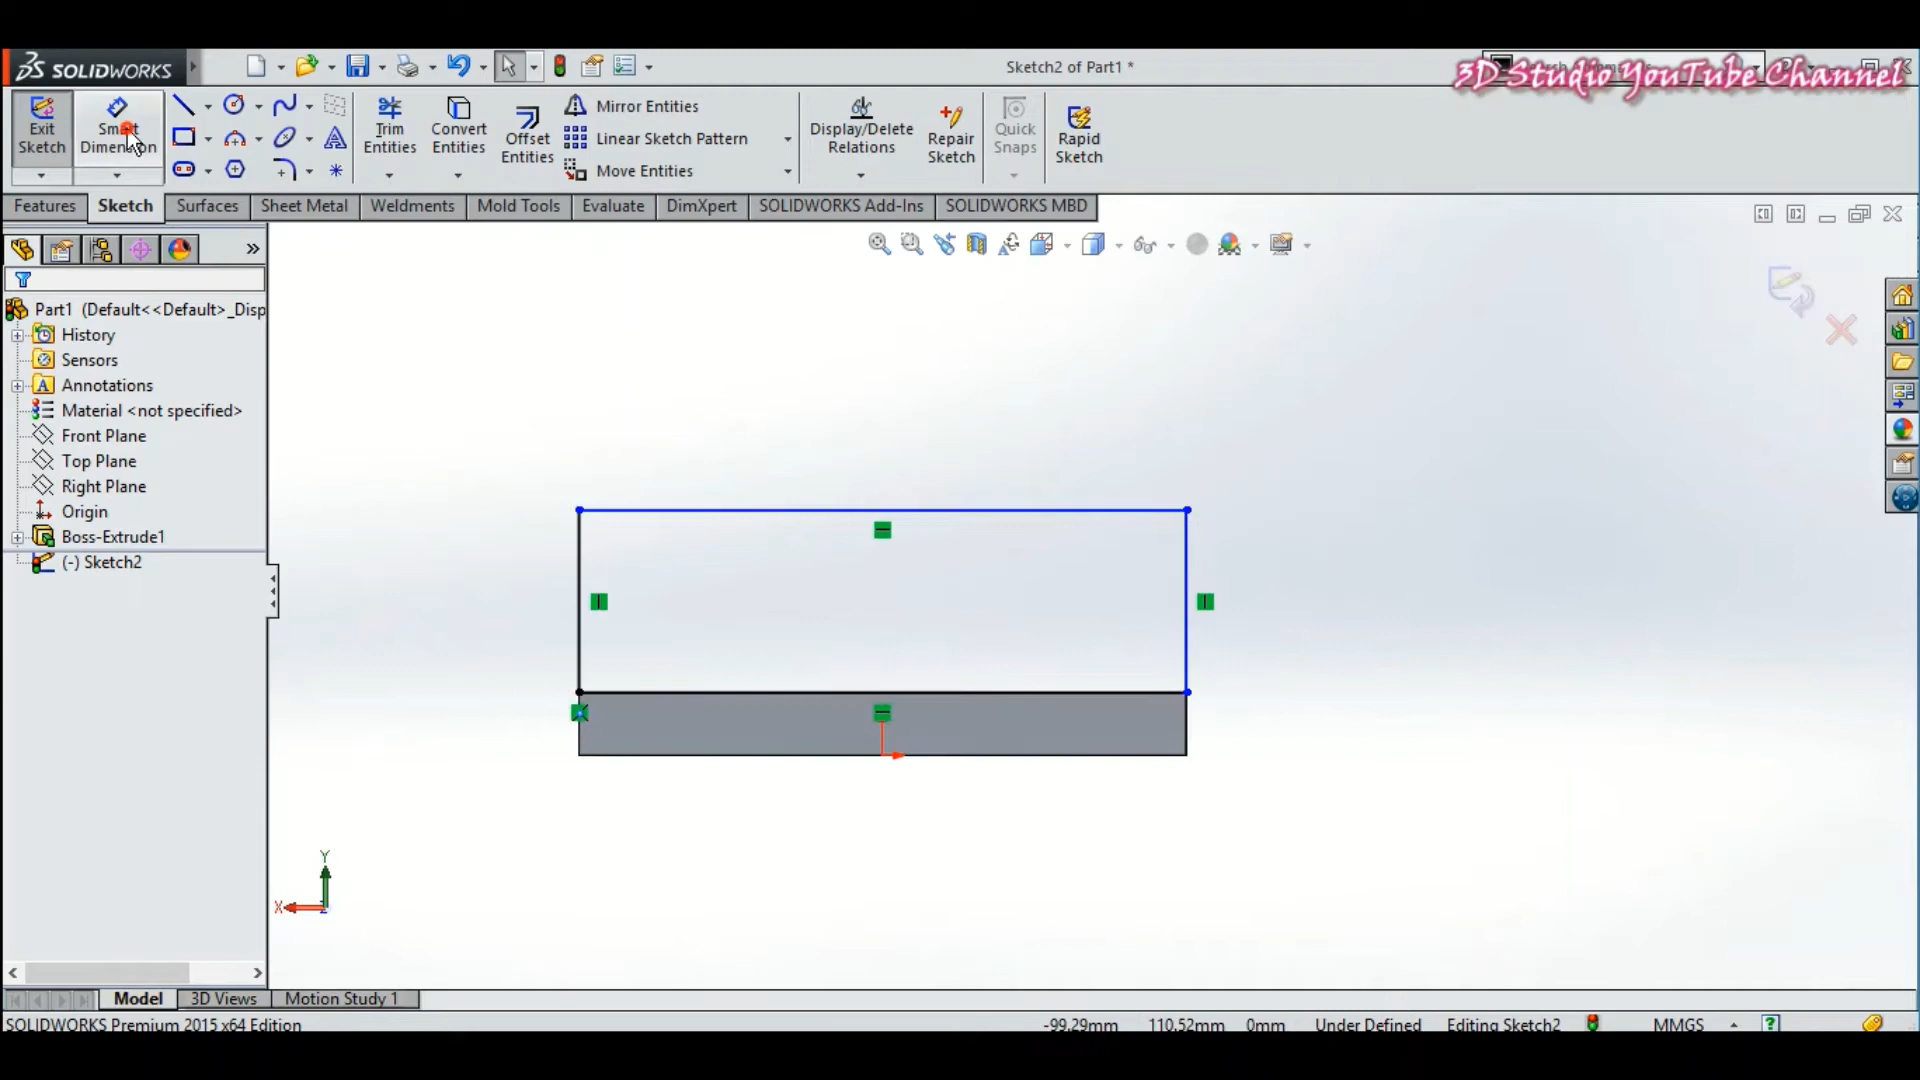 SOLIDWORKS
Sketch2 of Part1 *
3D Studio YouTube Channel
Exit Sketch
Smart Dimension
Trim Entities
Convert Entities
Offset Entities
Mirror Entities
Linear Sketch Pattern
Move Entities
Display/Delete Relations
Repair Sketch
Quick Snaps
Rapid Sketch
Features Sketch Surfaces Sheet Metal Weldments Mold Tools Evaluate DimXpert SOLIDWORKS Add-Ins SOLIDWORKS MBD
Part1 (Default<<Default>_Disp
History
Sensors
Annotations
Material <not specified>
Front Plane
Top Plane
Right Plane
Origin
Boss-Extrude1
(-) Sketch2
Y
X
Z
Model 3D Views Motion Study 1
SOLIDWORKS Premium 2015 x64 Edition -99.29mm 110.52mm 0mm Under Defined Editing Sketch2 MMGS